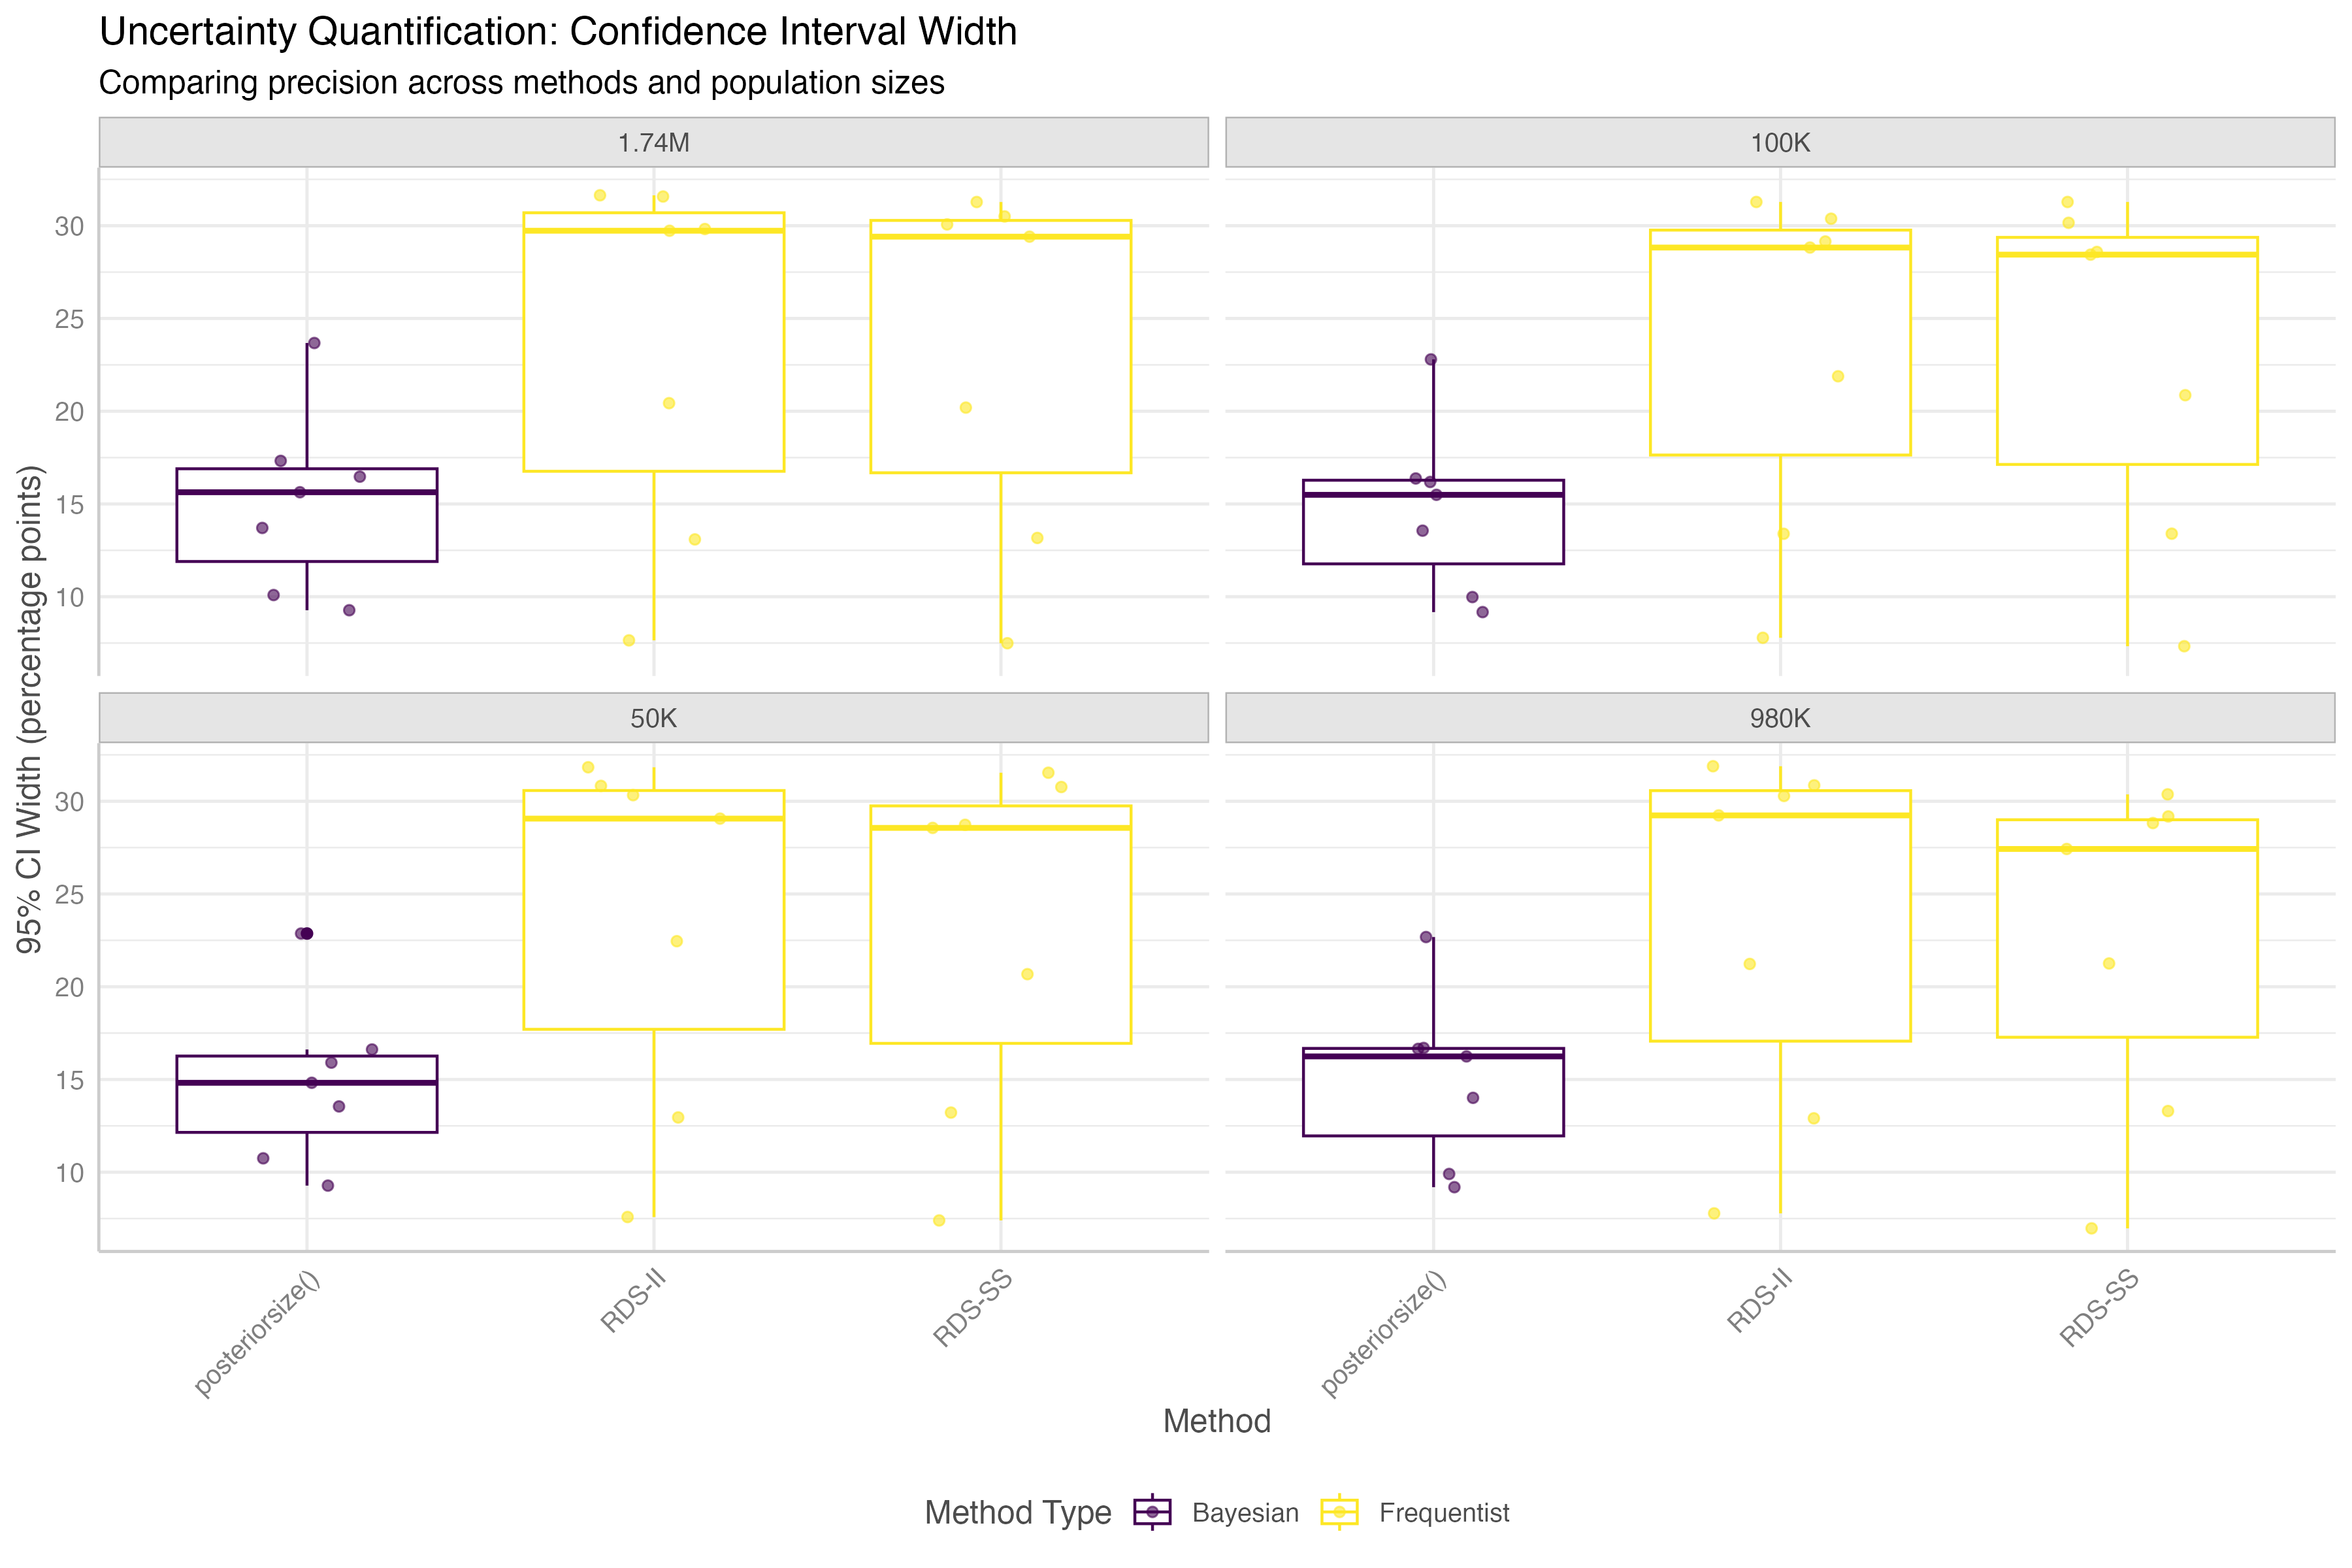 Uncertainty Quantification: Confidence Interval Width
Comparing precision across methods and population sizes
1.74M
100K
30
25
20
15
10
50K
980K
30
25
20
15
10
95% CI Width (percentage points)
posteriorsize()
RDS-II
RDS-SS
posteriorsize()
RDS-II
RDS-SS
Method
Method Type
Bayesian
Frequentist